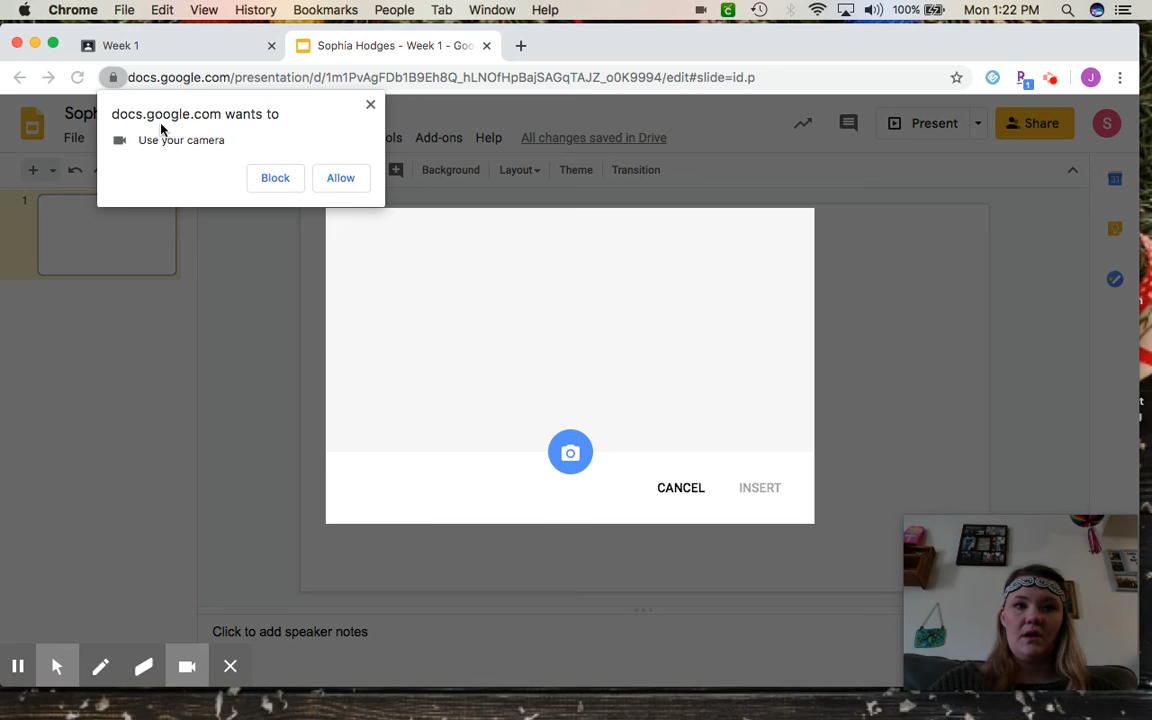 Chrome File Edit View History Bookmarks People Tab Window Help 100% Mon 1:22 PM
Week 1 Sophia Hodges - Week 1 - Goo
docs.google.com/presentation/d/1m1PvAgFDb1B9Eh8Q_hLNOfHpBajSAGqTAJZ_o0K9994/edit#slide=id.p
1 J
docs.google.com wants to
Use your camera
Block Allow
Soph
File ols Add-ons Help All changes saved in Drive
Present Share S
Background Layout Theme Transition
1
CANCEL INSERT
Click to add speaker notes